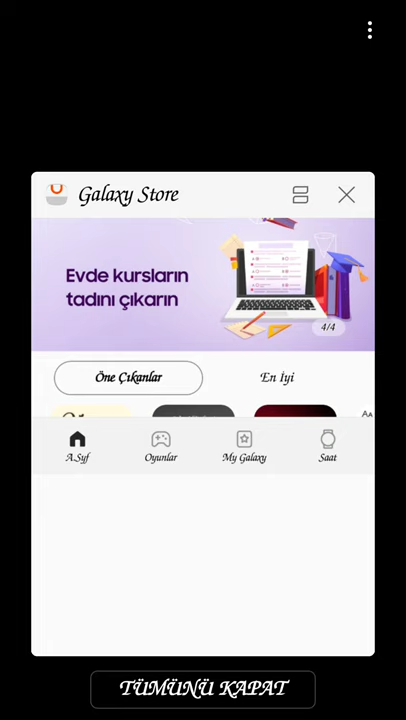 Galaxy Store
Evde kursların
tadını çıkarın
4/4
Öne Çıkanlar
En İyi
A.Syf
Oyunlar
My Galaxy
Saat
TÜMÜNÜ KAPAT